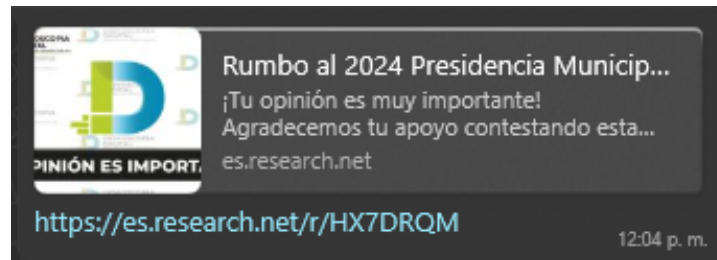 Rumbo al 2024 Presidencia Municip...
¡Tu opinión es muy importante!
Agradecemos tu apoyo contestando esta...
PINIÓN ES IMPORT
es.research.net
https://es.research.net/r/HX7DRQM
12:04 p. m.